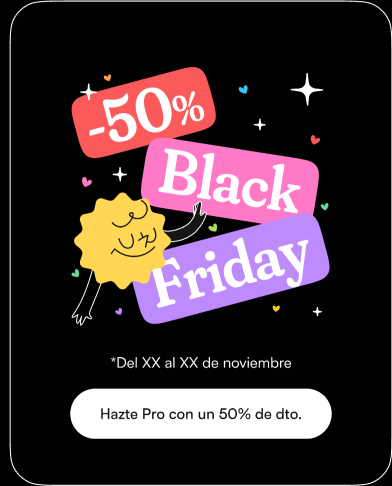 -50%
Black
Friday
*Del XX al XX de noviembre
Hazte Pro con un 50% de dto.